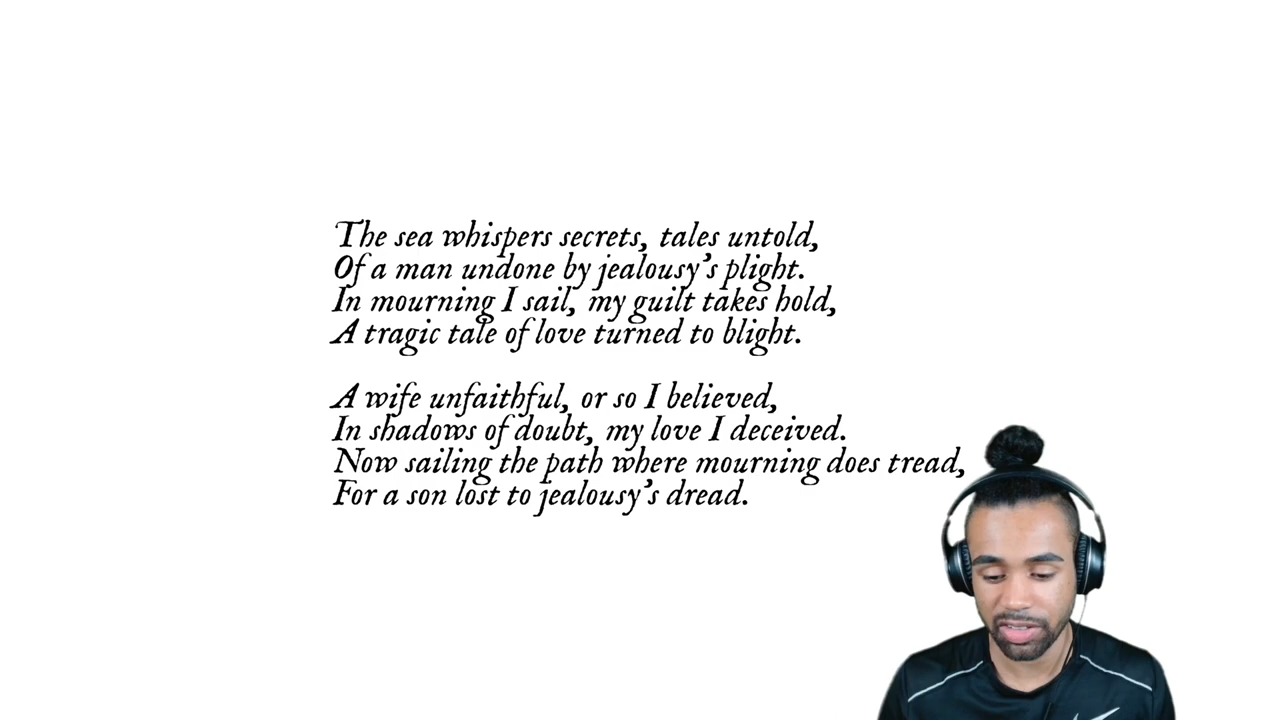 The sea whispers secrets, tales untold,
Of a man undone by jealousy's plight.
In mourning I sail, my guilt takes hold,
A tragic tale of love turned to blight.
A wife unfaithful, or so I believed,
In shadows of doubt, my love I deceived.
Now sailing the path where mourning does tread,
For a son lost to jealousy's dread.